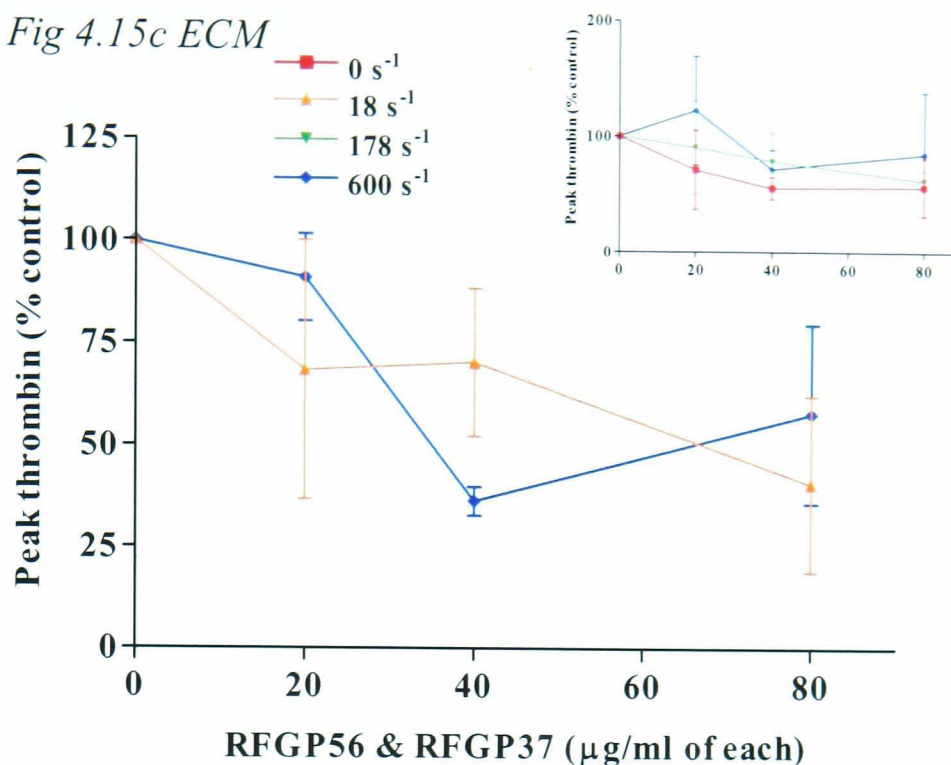 Fig 4.15c ECM
0 s⁻¹
18 s⁻¹
178 s⁻¹
600 s⁻¹
Peak thrombin (% control)
125
100
75
50
25
0
0 20 40 60 80
RFGP56 & RFGP37 (µg/ml of each)
Peak thrombin (% control)
200
100
0
0 20 40 60 80